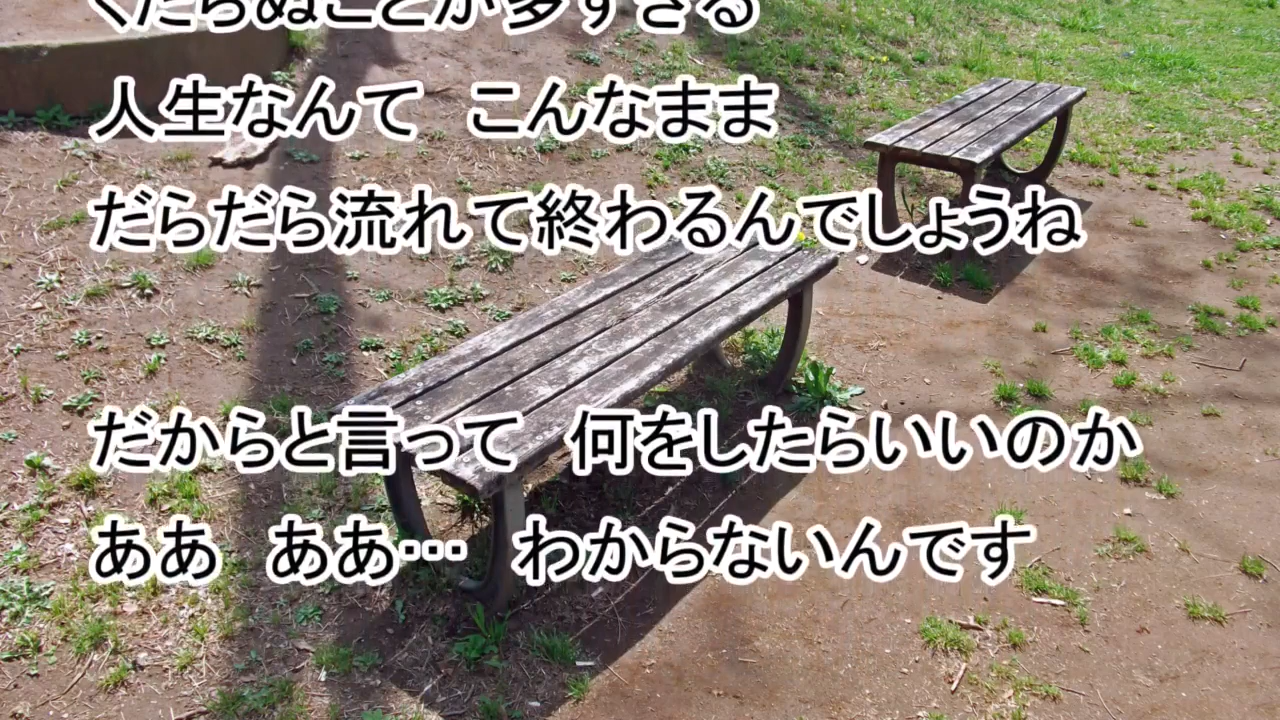 くだらぬことが多すぎる
人生なんて　こんなまま
だらだら流れて終わるんでしょうね
だからと言って　何をしたらいいのか
ああ　ああ…　わからないんです